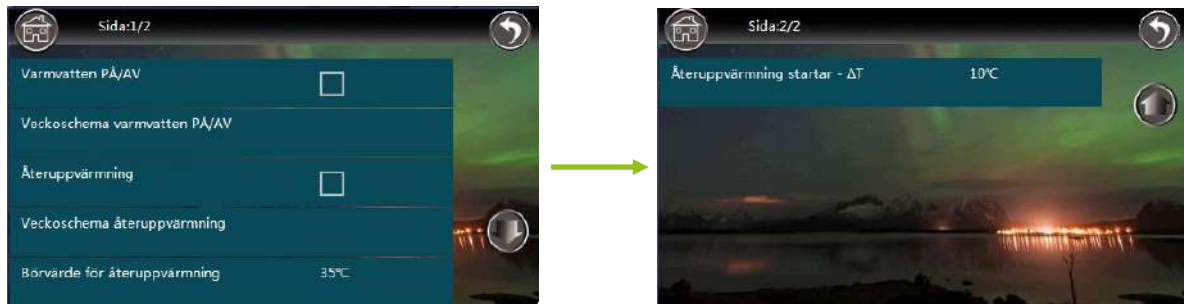 Sida:1/2
Varmvatten PÅ/AV
Veckoschema varmvatten PÅ/AV
Återuppvärmning
Veckoschema återuppvärmning
Börvärde för återuppvärmning 35°C
Sida:2/2
Återuppvärmning startar - ΔT 10°C